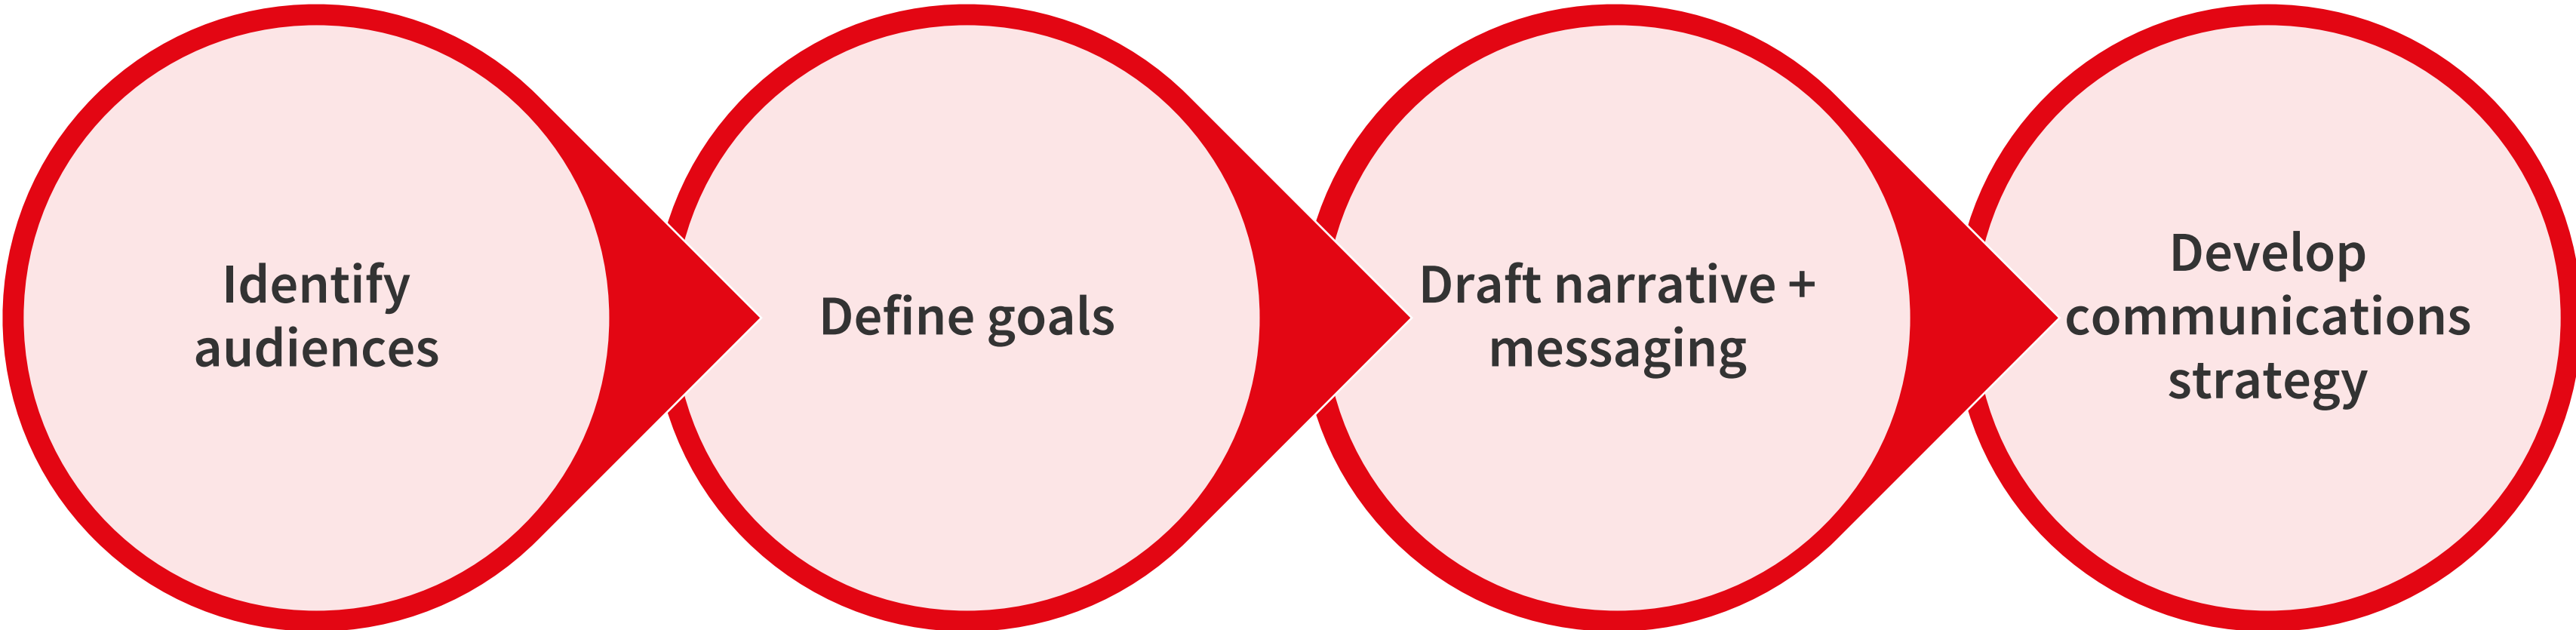 Identify
audiences
Define goals
Draft narrative +
messaging
Develop
communications
strategy